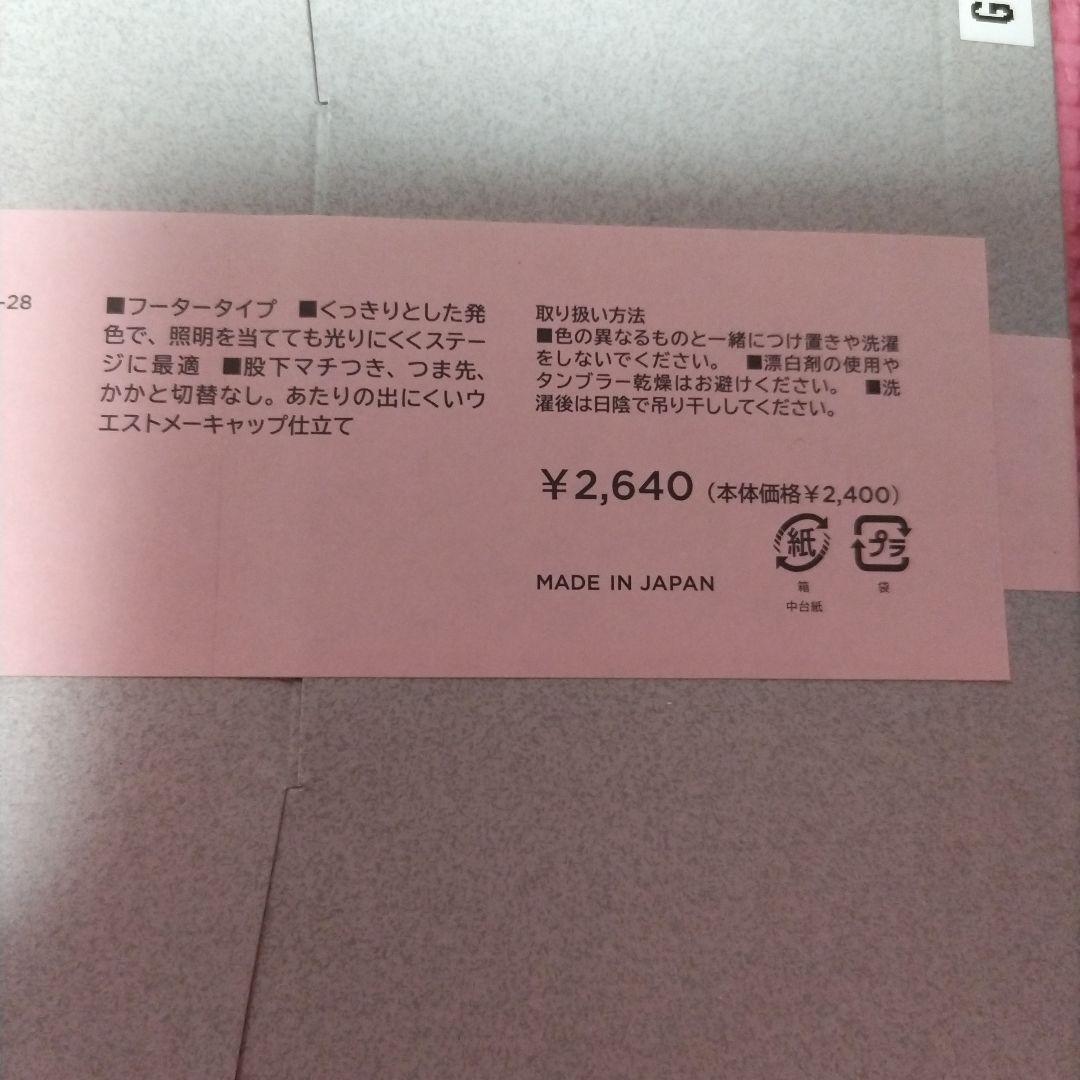 G
-28
■フータータイプ ■くっきりとした発
色で、照明を当てても光りにくくステー
ジに最適 ■股下マチつき、つま先、
かかと切替なし。あたりの出にくいウ
エストメーキャップ仕立て
取り扱い方法
■色の異なるものと一緒につけ置きや洗濯
をしないでください。 ■漂白剤の使用や
タンブラー乾燥はお避けください。 ■洗
濯後は日陰で吊り干ししてください。
¥2,640（本体価格¥2,400）
MADE IN JAPAN
紙
箱
中台紙
プラ
袋